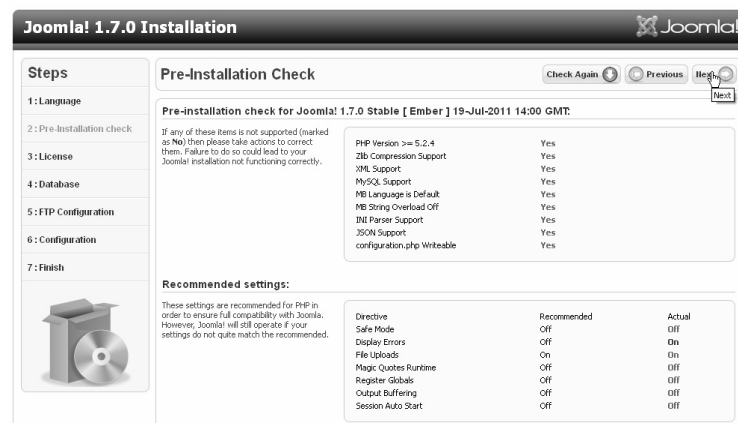 Joomla! 1.7.0 Installation
Joomla!
Steps
1 : Language
2 : Pre-Installation check
3 : License
4 : Database
5 : FTP Configuration
6 : Configuration
7 : Finish
Pre-Installation Check
Check Again
Previous
Next
Next
Pre-installation check for Joomla! 1.7.0 Stable [ Ember ] 19-Jul-2011 14:00 GMT:
If any of these items is not supported (marked
as No) then please take actions to correct
them. Failure to do so could lead to your
Joomla! installation not functioning correctly.
PHP Version >= 5.2.4 Yes
Zlib Compression Support Yes
XML Support Yes
MySQL Support Yes
MB Language is Default Yes
MB String Overload Off Yes
INI Parser Support Yes
JSON Support Yes
configuration.php Writeable Yes
Recommended settings:
These settings are recommended for PHP in
order to ensure full compatibility with Joomla.
However, Joomla! will still operate if your
settings do not quite match the recommended.
Directive Recommended Actual
Safe Mode Off Off
Display Errors Off On
File Uploads On On
Magic Quotes Runtime Off Off
Register Globals Off Off
Output Buffering Off Off
Session Auto Start Off Off